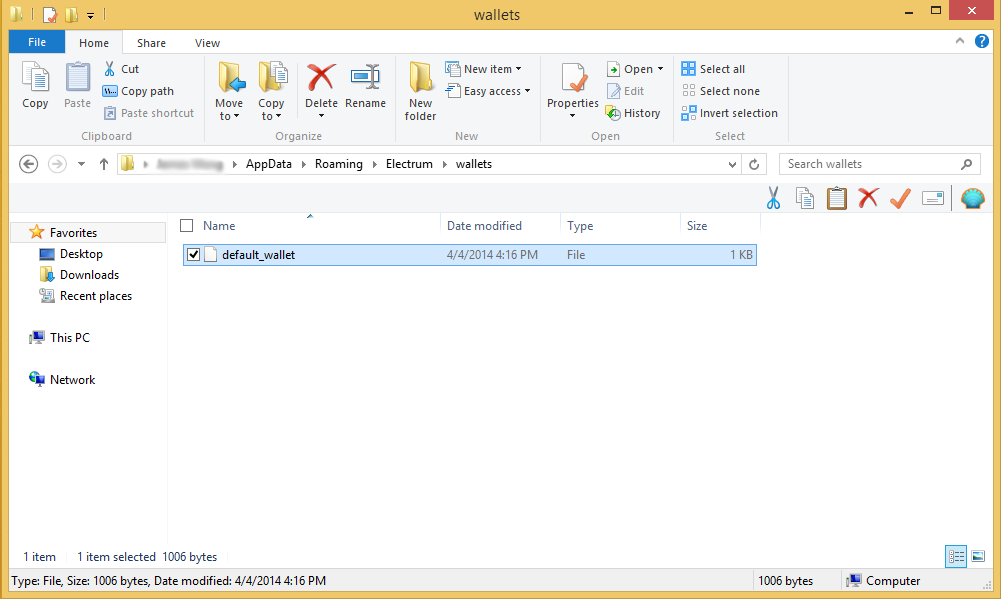 wallets
File Home Share View
Copy
Paste
Cut
Copy path
Paste shortcut
Clipboard
Move to
Copy to
Delete
Rename
Organize
New folder
New item
Easy access
New
Properties
Open
Edit
History
Open
Select all
Select none
Invert selection
Select
AppData Roaming Electrum wallets
Search wallets
Favorites
Desktop
Downloads
Recent places
This PC
Network
Name Date modified Type Size
default_wallet 4/4/2014 4:16 PM File 1 KB
1 item 1 item selected 1006 bytes
Type: File, Size: 1006 bytes, Date modified: 4/4/2014 4:16 PM 1006 bytes Computer